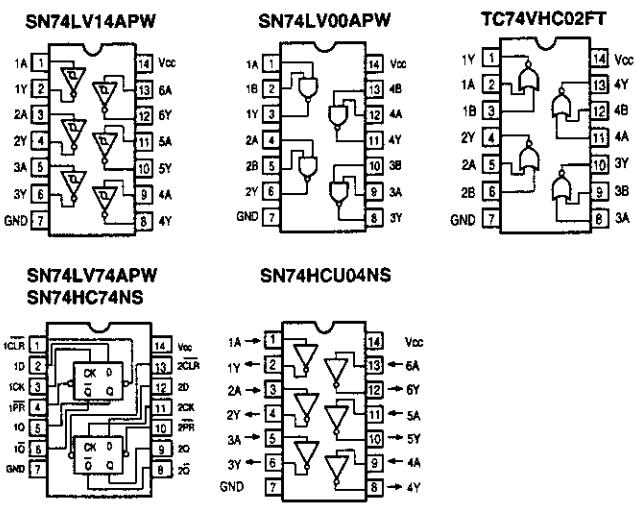 SN74LV14APW
1A 1 14 Vcc
1Y 2 13 6A
2A 3 12 6Y
2Y 4 11 5A
3A 5 10 5Y
3Y 6 9 4A
GND 7 8 4Y
SN74LV00APW
1A 1 14 Vcc
1B 2 13 4B
1Y 3 12 4A
2A 4 11 4Y
2B 5 10 3B
2Y 6 9 3A
GND 7 8 3Y
TC74VHC02FT
1Y 1 14 Vcc
1A 2 13 4Y
1B 3 12 4B
2Y 4 11 4A
2A 5 10 3Y
2B 6 9 3B
GND 7 8 3A
SN74LV74APW
SN74HC74NS
1C̅L̅R̅ 1 14 Vcc
1D 2 CK D 13 2C̅L̅R̅
1CK 3 Q̅ Q 12 2D
1P̅R̅ 4 11 2CK
1Q 5 10 2P̅R̅
1Q̅ 6 CK D 9 2Q
GND 7 Q̅ Q 8 2Q̅
SN74HCU04NS
1A → 1 14 Vcc
1Y ← 2 13 ← 6A
2A → 3 12 → 6Y
2Y ← 4 11 ← 5A
3A → 5 10 → 5Y
3Y ← 6 9 ← 4A
GND 7 8 → 4Y